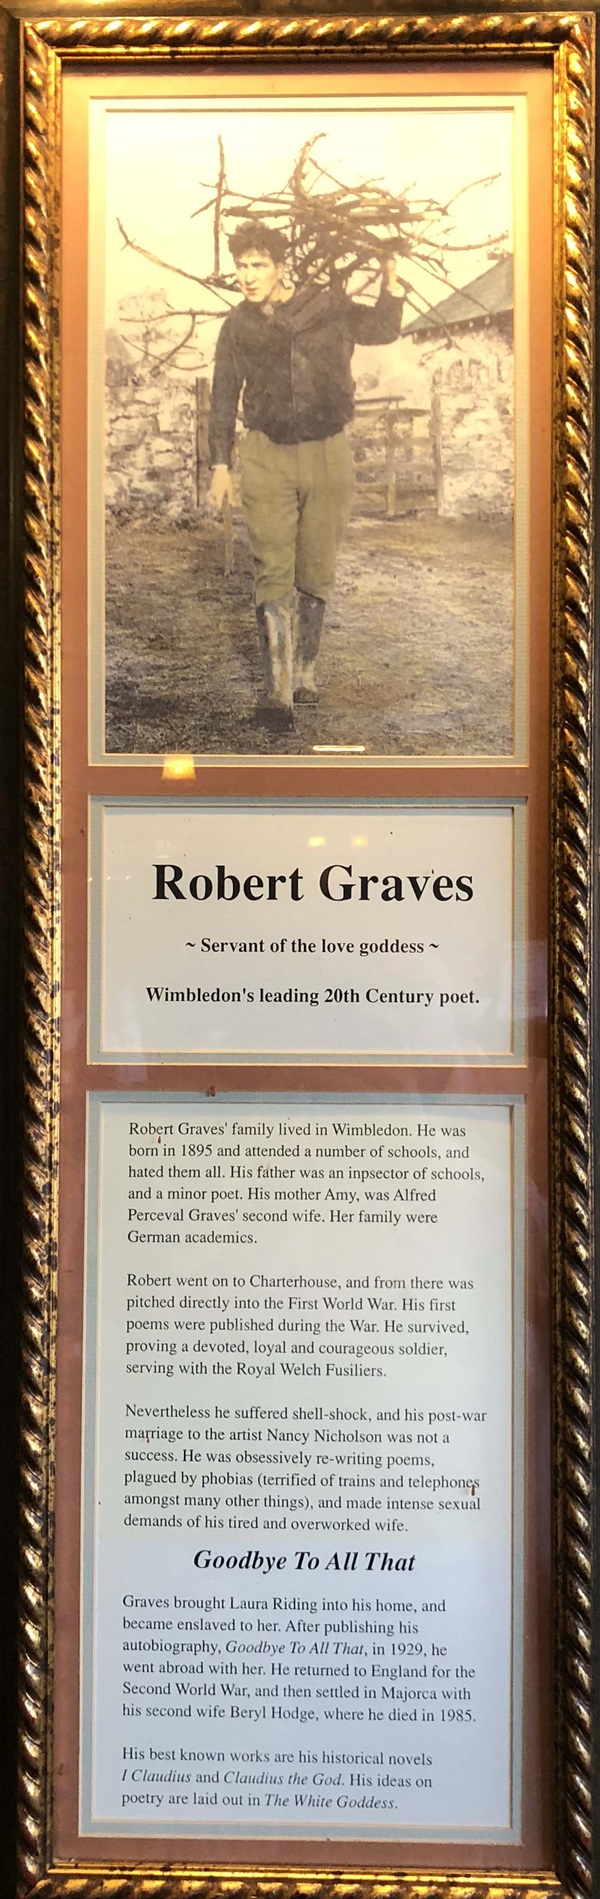 Robert Graves
~ Servant of the love goddess ~
Wimbledon's leading 20th Century poet.
Robert Graves' family lived in Wimbledon. He was
born in 1895 and attended a number of schools, and
hated them all. His father was an inpsector of schools,
and a minor poet. His mother Amy, was Alfred
Perceval Graves' second wife. Her family were
German academics.
Robert went on to Charterhouse, and from there was
pitched directly into the First World War. His first
poems were published during the War. He survived,
proving a devoted, loyal and courageous soldier,
serving with the Royal Welch Fusiliers.
Nevertheless he suffered shell-shock, and his post-war
marriage to the artist Nancy Nicholson was not a
success. He was obsessively re-writing poems,
plagued by phobias (terrified of trains and telephones
amongst many other things), and made intense sexual
demands of his tired and overworked wife.
Goodbye To All That
Graves brought Laura Riding into his home, and
became enslaved to her. After publishing his
autobiography, Goodbye To All That, in 1929, he
went abroad with her. He returned to England for the
Second World War, and then settled in Majorca with
his second wife Beryl Hodge, where he died in 1985.
His best known works are his historical novels
I Claudius and Claudius the God. His ideas on
poetry are laid out in The White Goddess.